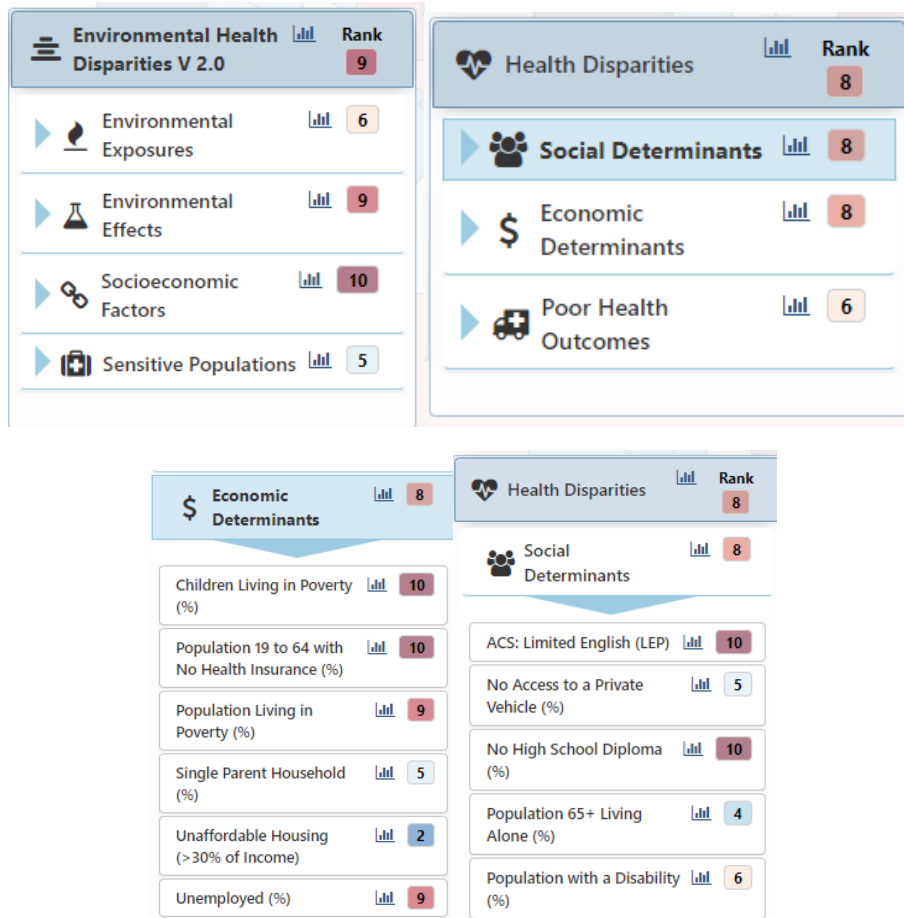 Environmental Health Rank
Disparities V 2.0 9
Environmental 6
Exposures
Environmental 9
Effects
Socioeconomic 10
Factors
Sensitive Populations 5
Health Disparities Rank
8
Social Determinants 8
Economic 8
Determinants
Poor Health 6
Outcomes
$ Economic 8
Determinants
Children Living in Poverty 10
(%)
Population 19 to 64 with 10
No Health Insurance (%)
Population Living in 9
Poverty (%)
Single Parent Household 5
(%)
Unaffordable Housing 2
(>30% of Income)
Unemployed (%) 9
Health Disparities Rank
8
Social 8
Determinants
ACS: Limited English (LEP) 10
No Access to a Private 5
Vehicle (%)
No High School Diploma 10
(%)
Population 65+ Living 4
Alone (%)
Population with a Disability 6
(%)